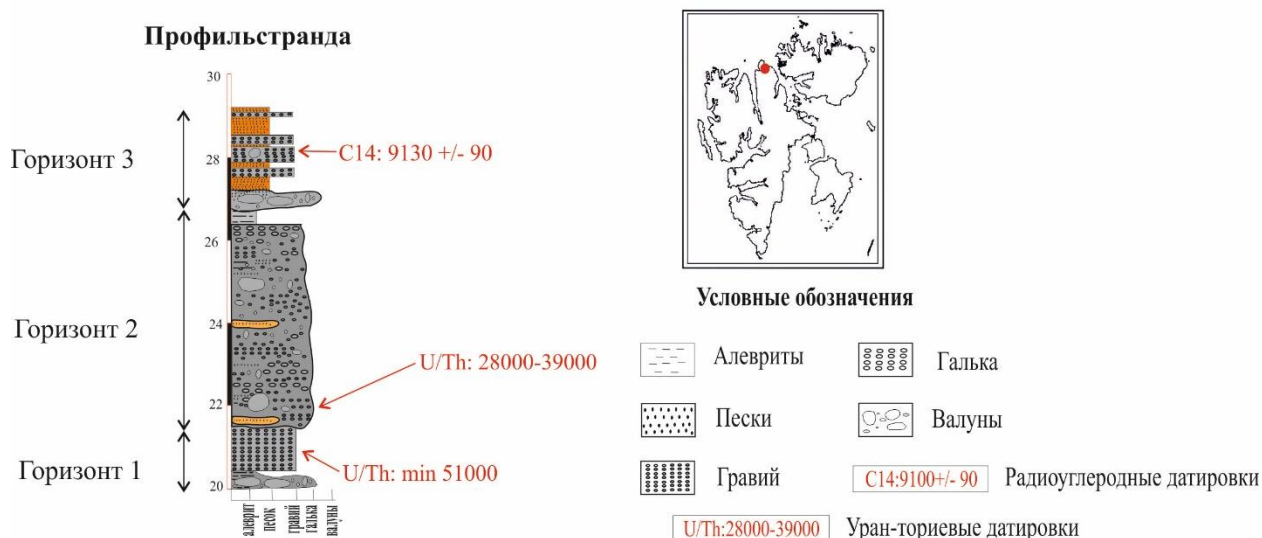 Профильстранда
30
Горизонт 3
28
C14: 9130 +/- 90
26
Горизонт 2
24
U/Th: 28000-39000
22
Горизонт 1
U/Th: min 51000
20
алеврит
песок
гравий
галька
валуны
Условные обозначения
Алевриты
Галька
Пески
Валуны
Гравий
C14:9100+/- 90
Радиоуглеродные датировки
U/Th:28000-39000
Уран-ториевые датировки